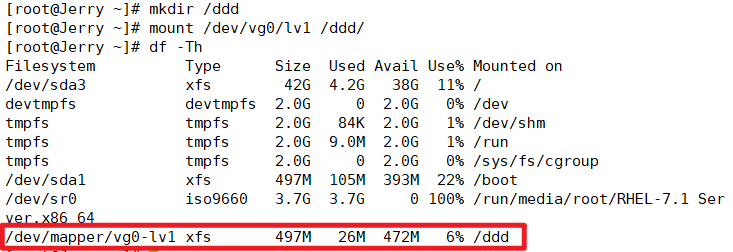 [root@Jerry ~]# mkdir /ddd
[root@Jerry ~]# mount /dev/vg0/lv1 /ddd/
[root@Jerry ~]# df -Th
Filesystem Type Size Used Avail Use% Mounted on
/dev/sda3 xfs 42G 4.2G 38G 11% /
devtmpfs devtmpfs 2.0G 0 2.0G 0% /dev
tmpfs tmpfs 2.0G 84K 2.0G 1% /dev/shm
tmpfs tmpfs 2.0G 9.0M 2.0G 1% /run
tmpfs tmpfs 2.0G 0 2.0G 0% /sys/fs/cgroup
/dev/sda1 xfs 497M 105M 393M 22% /boot
/dev/sr0 iso9660 3.7G 3.7G 0 100% /run/media/root/RHEL-7.1 Ser
ver.x86_64
/dev/mapper/vg0-lv1 xfs 497M 26M 472M 6% /ddd